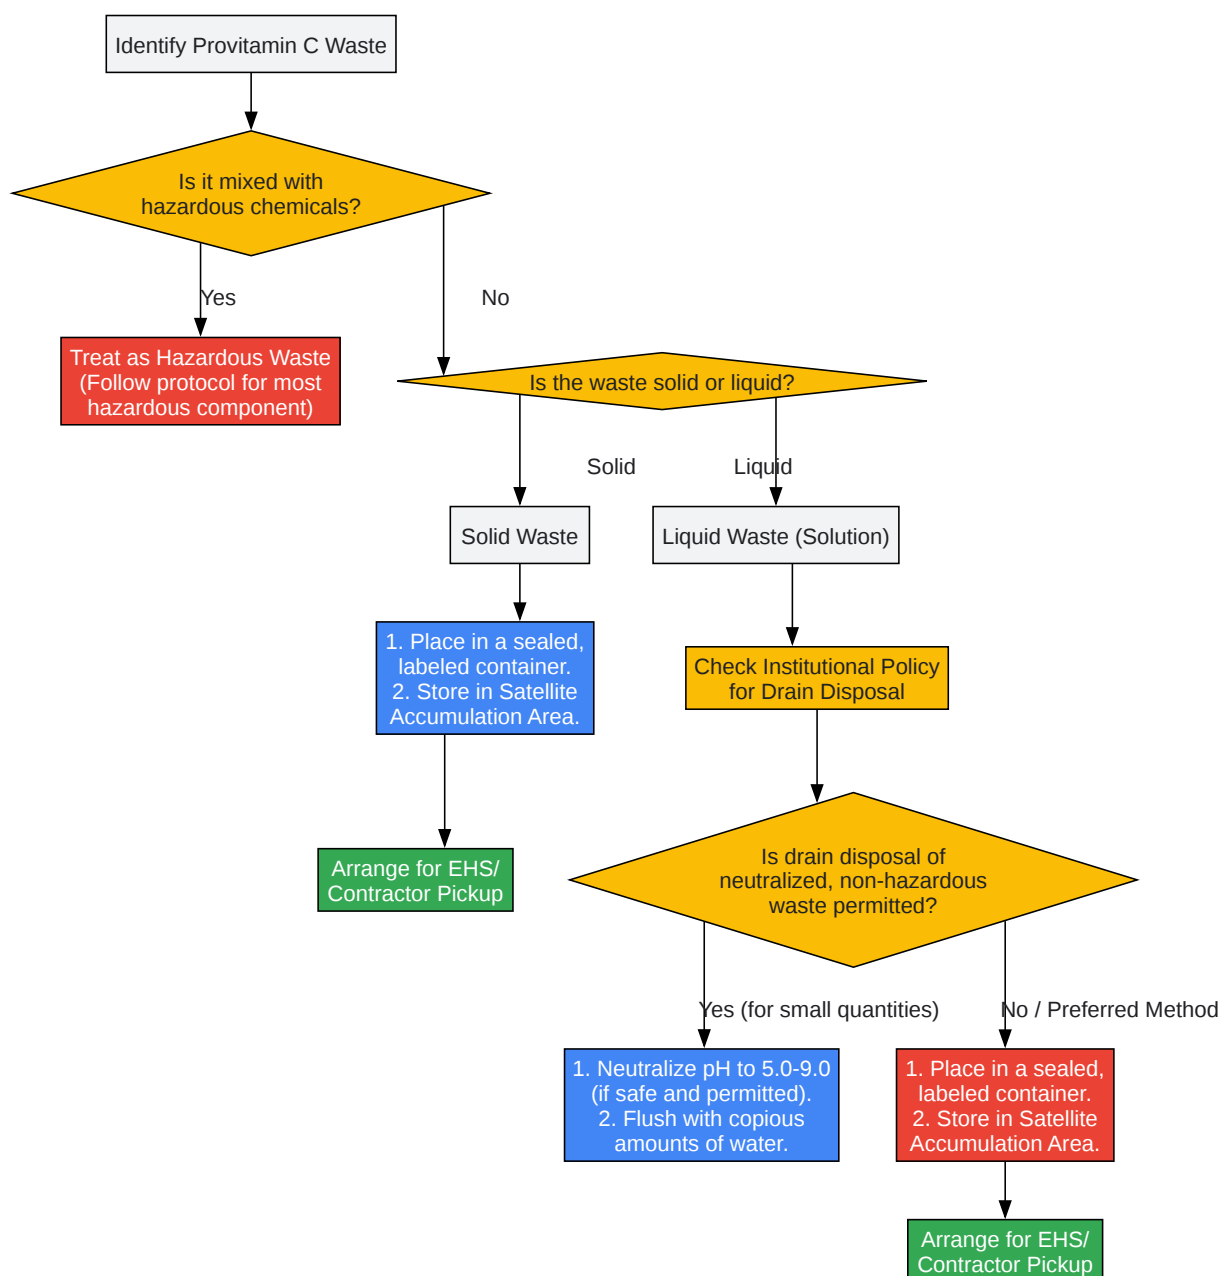 Identify Provitamin C Waste
Is it mixed with
hazardous chemicals?
Yes
No
Treat as Hazardous Waste
(Follow protocol for most
hazardous component)
Is the waste solid or liquid?
Solid
Liquid
Solid Waste
Liquid Waste (Solution)
1. Place in a sealed,
labeled container.
2. Store in Satellite
Accumulation Area.
Check Institutional Policy
for Drain Disposal
Arrange for EHS/
Contractor Pickup
Is drain disposal of
neutralized, non-hazardous
waste permitted?
Yes (for small quantities)
No / Preferred Method
1. Neutralize pH to 5.0-9.0
(if safe and permitted).
2. Flush with copious
amounts of water.
1. Place in a sealed,
labeled container.
2. Store in Satellite
Accumulation Area.
Arrange for EHS/
Contractor Pickup